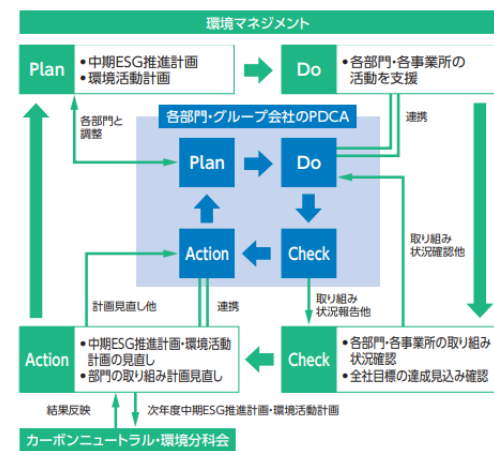 環境マネジメント
Plan
•中期ESG推進計画
•環境活動計画
Do
•各部門・各事業所の
活動を支援
各部門と
調整
各部門・グループ会社のPDCA
連携
Plan
Do
Action
Check
取り組み
状況確認他
計画見直し他
連携
取り組み
状況報告他
Action
•中期ESG推進計画・環境活動
計画の見直し
•部門の取り組み計画見直し
Check
•各部門・各事業所の取り組み
状況確認
•全社目標の達成見込み確認
結果反映
次年度中期ESG推進計画・環境活動計画
カーボンニュートラル・環境分科会